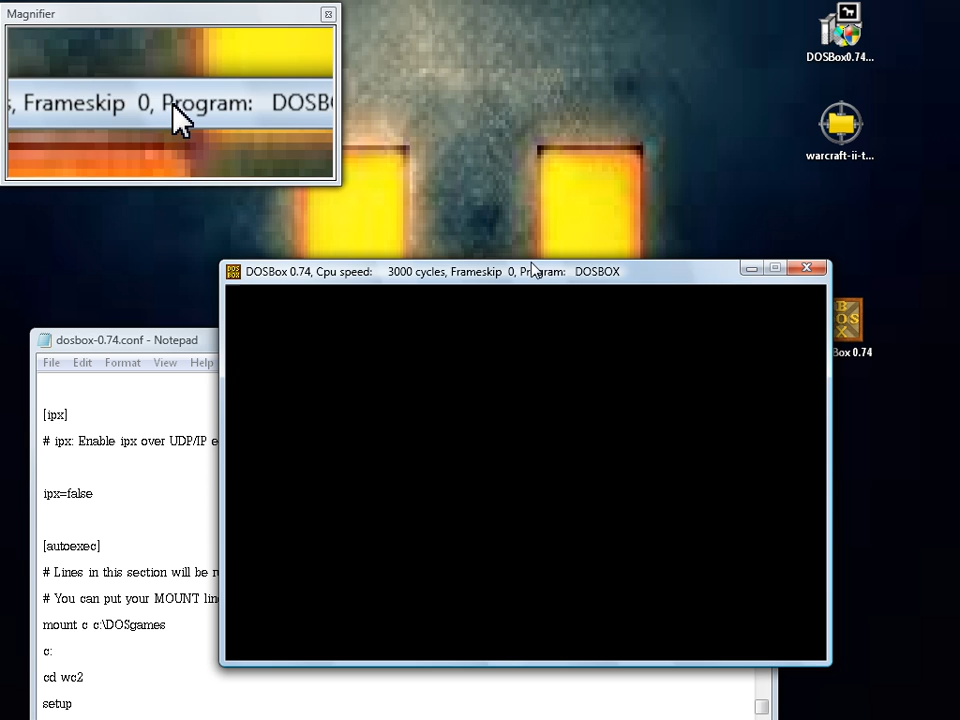 Magnifier
, Frameskip 0, Program: DOSB
DOSBox0.74...
warcraft-ii-t...
DOSBox 0.74, Cpu speed: 3000 cycles, Frameskip 0, Program: DOSBOX
Box 0.74
dosbox-0.74.conf - Notepad
File Edit Format View Help
[ipx]
# ipx: Enable ipx over UDP/IP e
ipx=false
[autoexec]
# Lines in this section will be r
# You can put your MOUNT lin
mount c c:\DOSgames
c:
cd wc2
setup